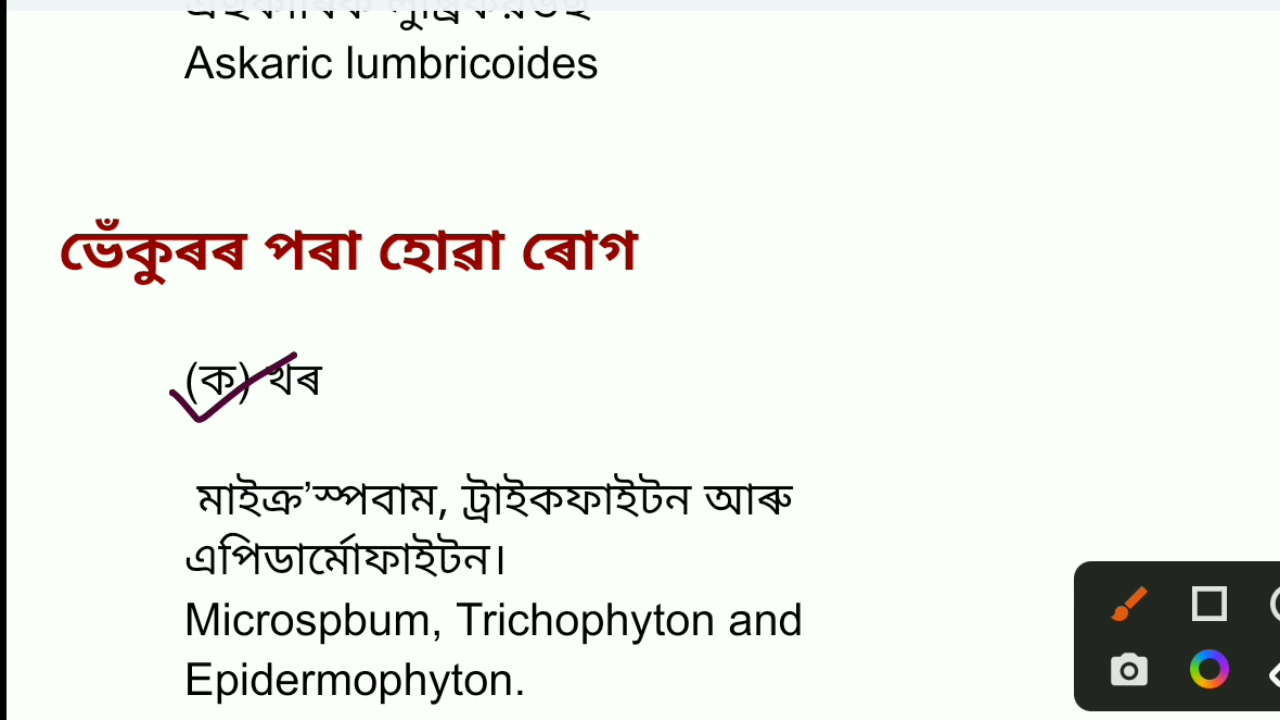 Askaric lumbricoides
ভেঁকুৰৰ পৰা হোৱা ৰোগ
(ক) খৰ
মাইক্ৰ'স্পবাম, ট্ৰাইকফাইটন আৰু
এপিডাৰ্মোফাইটন।
Microspbum, Trichophyton and
Epidermophyton.